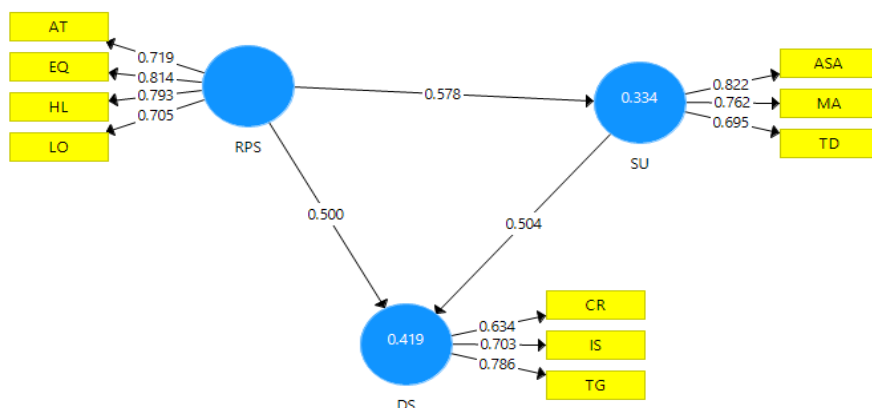 AT
EQ
HL
LO
0.719
0.814
0.793
0.705
RPS
0.578
0.334
SU
0.822
0.762
0.695
ASA
MA
TD
0.500
0.504
0.419
DS
0.634
0.703
0.786
CR
IS
TG